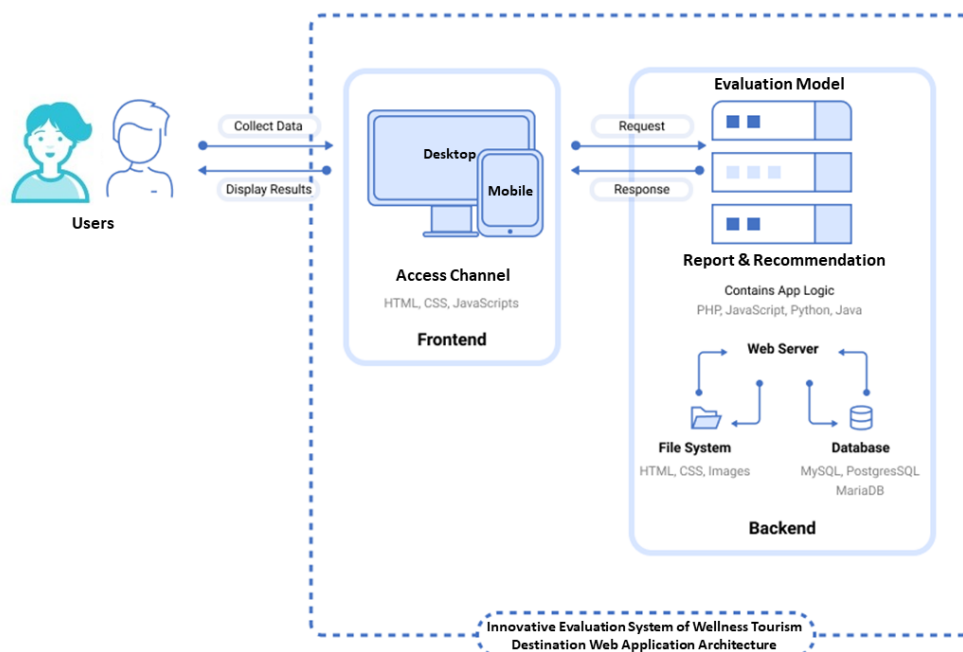 Evaluation Model
Collect Data
Request
Desktop
Mobile
Display Results
Response
Users
Report & Recommendation
Access Channel
HTML, CSS, JavaScripts
Frontend
Contains App Logic
PHP, JavaScript, Python, Java
Web Server
File System
Database
HTML, CSS, Images
MySQL, PostgresSQL
MariaDB
Backend
Innovative Evaluation System of Wellness Tourism
Destination Web Application Architecture